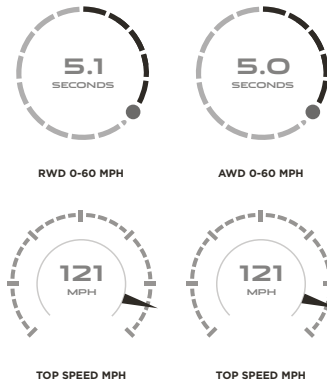 5.1
SECONDS
RWD 0-60 MPH
5.0
SECONDS
AWD 0-60 MPH
121
MPH
TOP SPEED MPH
121
MPH
TOP SPEED MPH